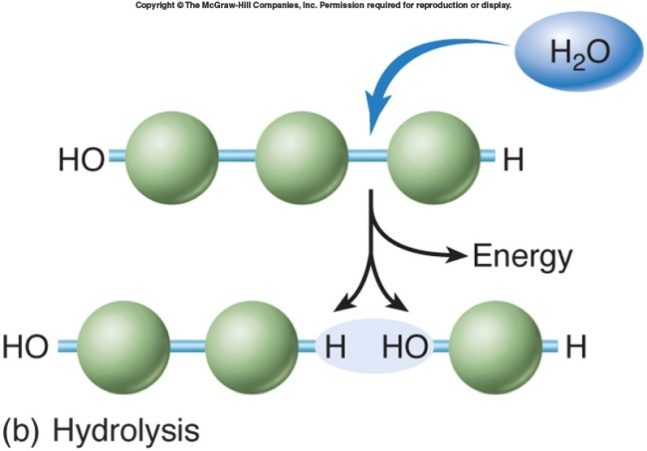 Copyright © The McGraw-Hill Companies, Inc. Permission required for reproduction or display.
H₂O
HO H
Energy
HO H HO H
(b) Hydrolysis